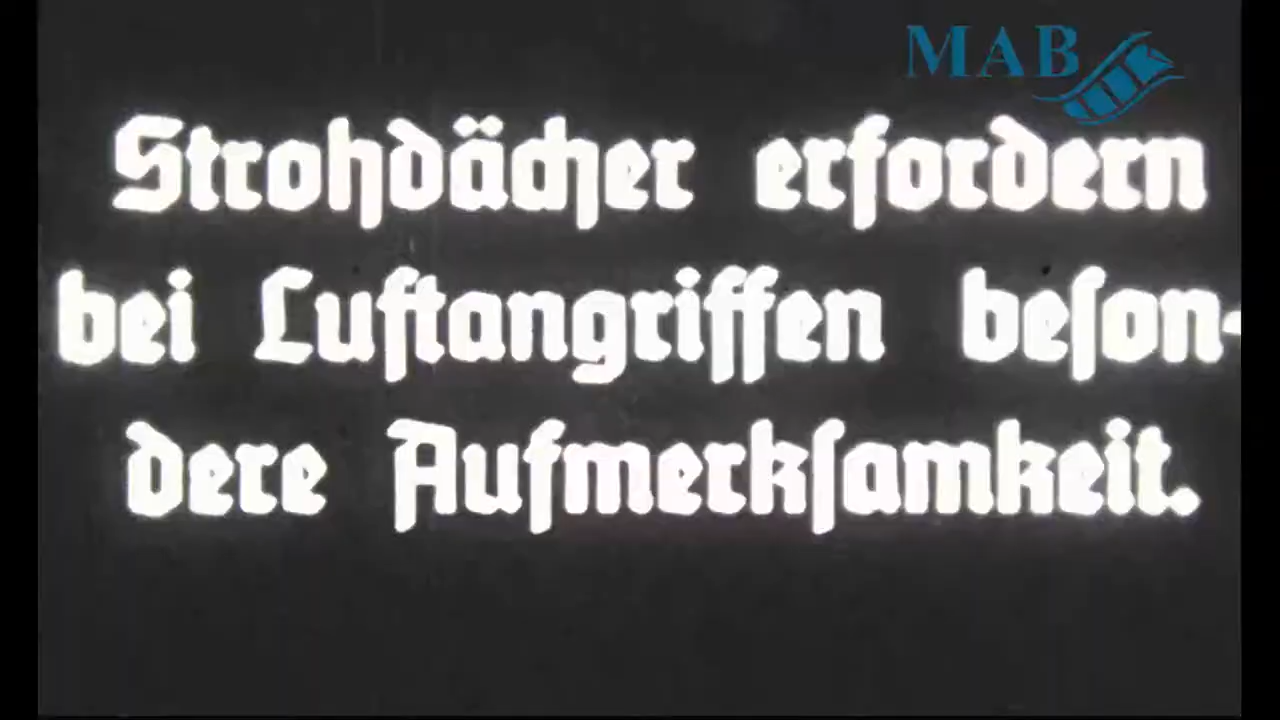 MAB
Strohdächer erfordern
bei Luftangriffen beson-
dere Aufmerksamkeit.